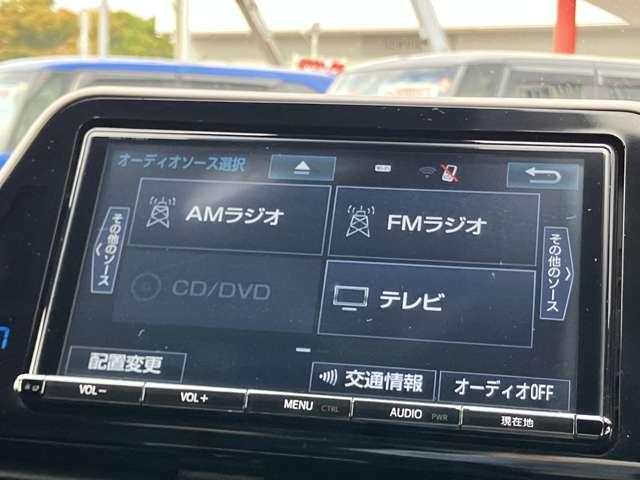 オーディオソース選択
AMラジオ
FMラジオ
その他のソース
その他のソース
CD/DVD
テレビ
配置変更
交通情報
オーディオOFF
VOL−
VOL+
MENU CTRL
AUDIO PWR
現在地